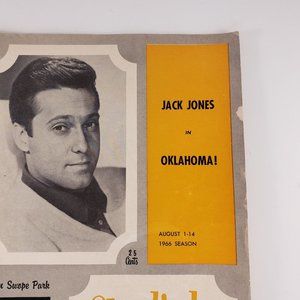 JACK JONES
IN
OKLAHOMA!
AUGUST 1-14
1966 SEASON
25
Cents
Swope Park